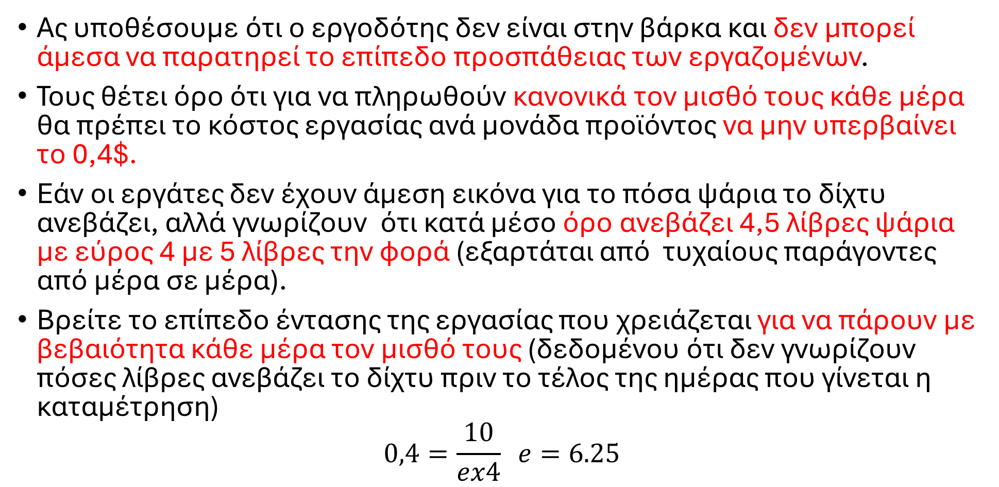 • Ας υποθέσουμε ότι ο εργοδότης δεν είναι στην βάρκα και δεν μπορεί
άμεσα να παρατηρεί το επίπεδο προσπάθειας των εργαζομένων.
• Τους θέτει όρο ότι για να πληρωθούν κανονικά τον μισθό τους κάθε μέρα
θα πρέπει το κόστος εργασίας ανά μονάδα προϊόντος να μην υπερβαίνει
το 0,4$.
• Εάν οι εργάτες δεν έχουν άμεση εικόνα για το πόσα ψάρια το δίχτυ
ανεβάζει, αλλά γνωρίζουν ότι κατά μέσο όρο ανεβάζει 4,5 λίβρες ψάρια
με εύρος 4 με 5 λίβρες την φορά (εξαρτάται από τυχαίους παράγοντες
από μέρα σε μέρα).
• Βρείτε το επίπεδο έντασης της εργασίας που χρειάζεται για να πάρουν με
βεβαιότητα κάθε μέρα τον μισθό τους (δεδομένου ότι δεν γνωρίζουν
πόσες λίβρες ανεβάζει το δίχτυ πριν το τέλος της ημέρας που γίνεται η
καταμέτρηση)
0,4 = 10/ex4 e = 6.25